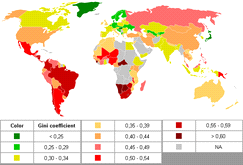 Color Gini coefficient
< 0,25
0,25 - 0,29
0,30 - 0,34
0,35 - 0,39
0,40 - 0,44
0,45 - 0,49
0,50 - 0,54
0,55 - 0,59
> 0,60
NA